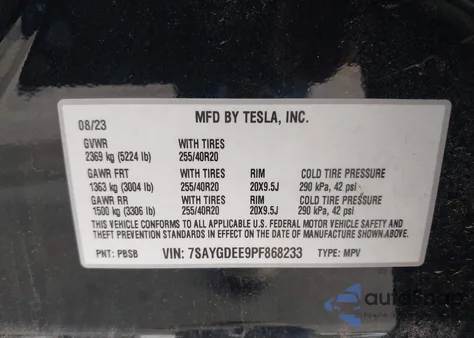 MFD BY TESLA, INC.
08/23
GVWR WITH TIRES
2369 kg (5224 lb) 255/40R20
GAWR FRT WITH TIRES RIM COLD TIRE PRESSURE
1363 kg (3004 lb) 255/40R20 20X9.5J 290 kPa, 42 psi
GAWR RR WITH TIRES RIM COLD TIRE PRESSURE
1500 kg (3306 lb) 255/40R20 20X9.5J 290 kPa, 42 psi
THIS VEHICLE CONFORMS TO ALL APPLICABLE U.S. FEDERAL MOTOR VEHICLE SAFETY AND
THEFT PREVENTION STANDARDS IN EFFECT ON THE DATE OF MANUFACTURE SHOWN ABOVE.
PNT: PBSB VIN: 7SAYGDEE9PF868233 TYPE: MPV